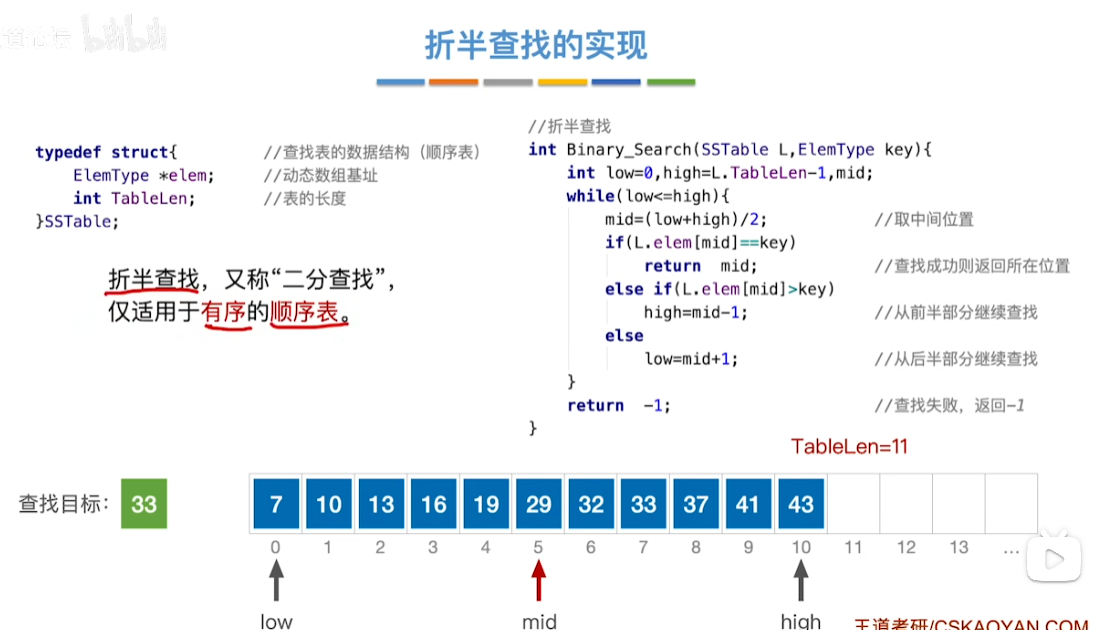 折半查找的实现
typedef struct{ //查找表的数据结构（顺序表）
ElemType *elem; //动态数组基址
int TableLen; //表的长度
}SSTable;
折半查找，又称“二分查找”，
仅适用于有序的顺序表。
//折半查找
int Binary_Search(SSTable L,ElemType key){
int low=0,high=L.TableLen-1,mid;
while(low<=high){
mid=(low+high)/2; //取中间位置
if(L.elem[mid]==key)
return mid; //查找成功则返回所在位置
else if(L.elem[mid]>key)
high=mid-1; //从前半部分继续查找
else
low=mid+1; //从后半部分继续查找
}
return -1; //查找失败，返回-1
}
TableLen=11
查找目标： 33
7 10 13 16 19 29 32 33 37 41 43
0 1 2 3 4 5 6 7 8 9 10 11 12 13 ...
low mid high
王道考研/CSKAOYAN.COM